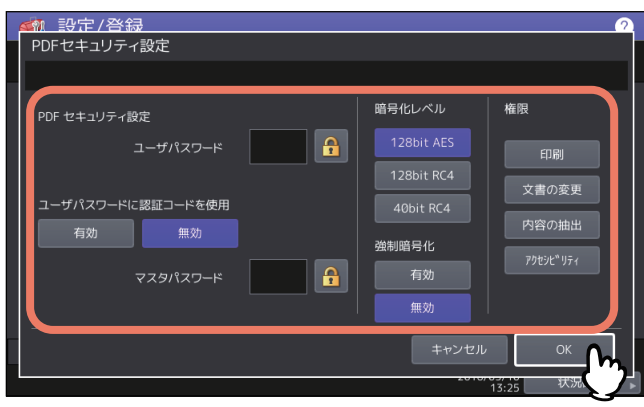 設定/登録
?
PDFセキュリティ設定
PDF セキュリティ設定
ユーザパスワード
ユーザパスワードに認証コードを使用
有効
無効
マスタパスワード
暗号化レベル
128bit AES
128bit RC4
40bit RC4
強制暗号化
有効
無効
権限
印刷
文書の変更
内容の抽出
アクセシビリティ
キャンセル
OK
13:25